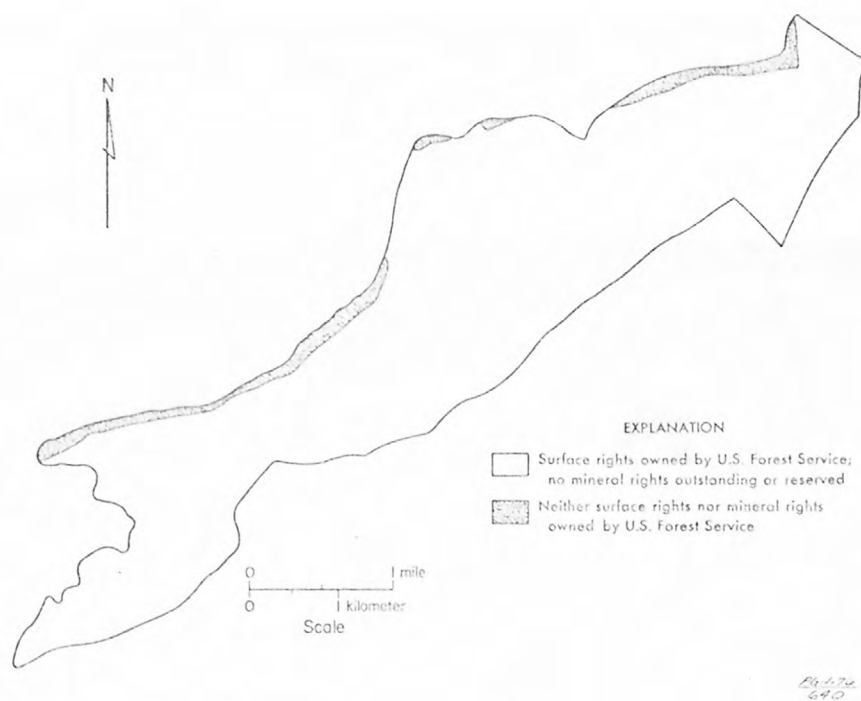 N
EXPLANATION
Surface rights owned by U.S. Forest Service;
no mineral rights outstanding or reserved
Neither surface rights nor mineral rights
owned by U.S. Forest Service
0 1 mile
0 1 kilometer
Scale
640